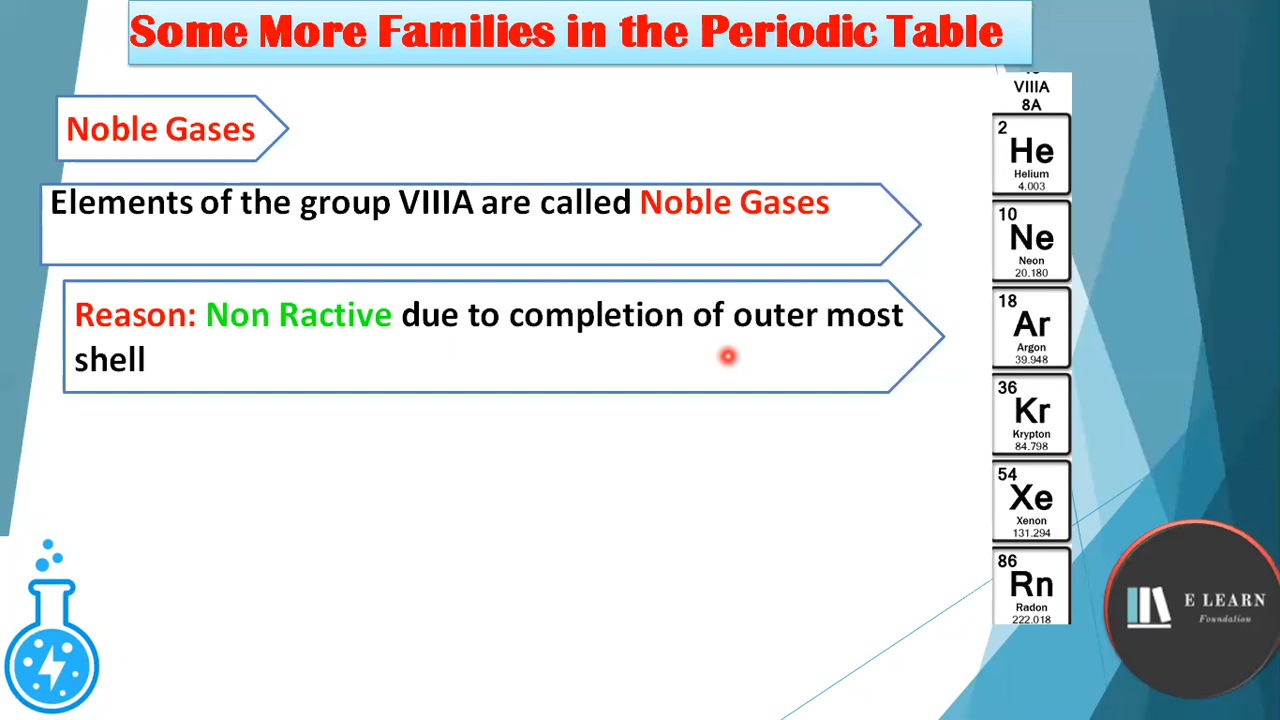 Some More Families in the Periodic Table
Noble Gases
Elements of the group VIIIA are called Noble Gases
Reason: Non Ractive due to completion of outer most
shell
VIIIA
8A
2
He
Helium
4.003
10
Ne
Neon
20.180
18
Ar
Argon
39.948
36
Kr
Krypton
84.798
54
Xe
Xenon
131.294
86
Rn
Radon
222.018
E LEARN
Foundation